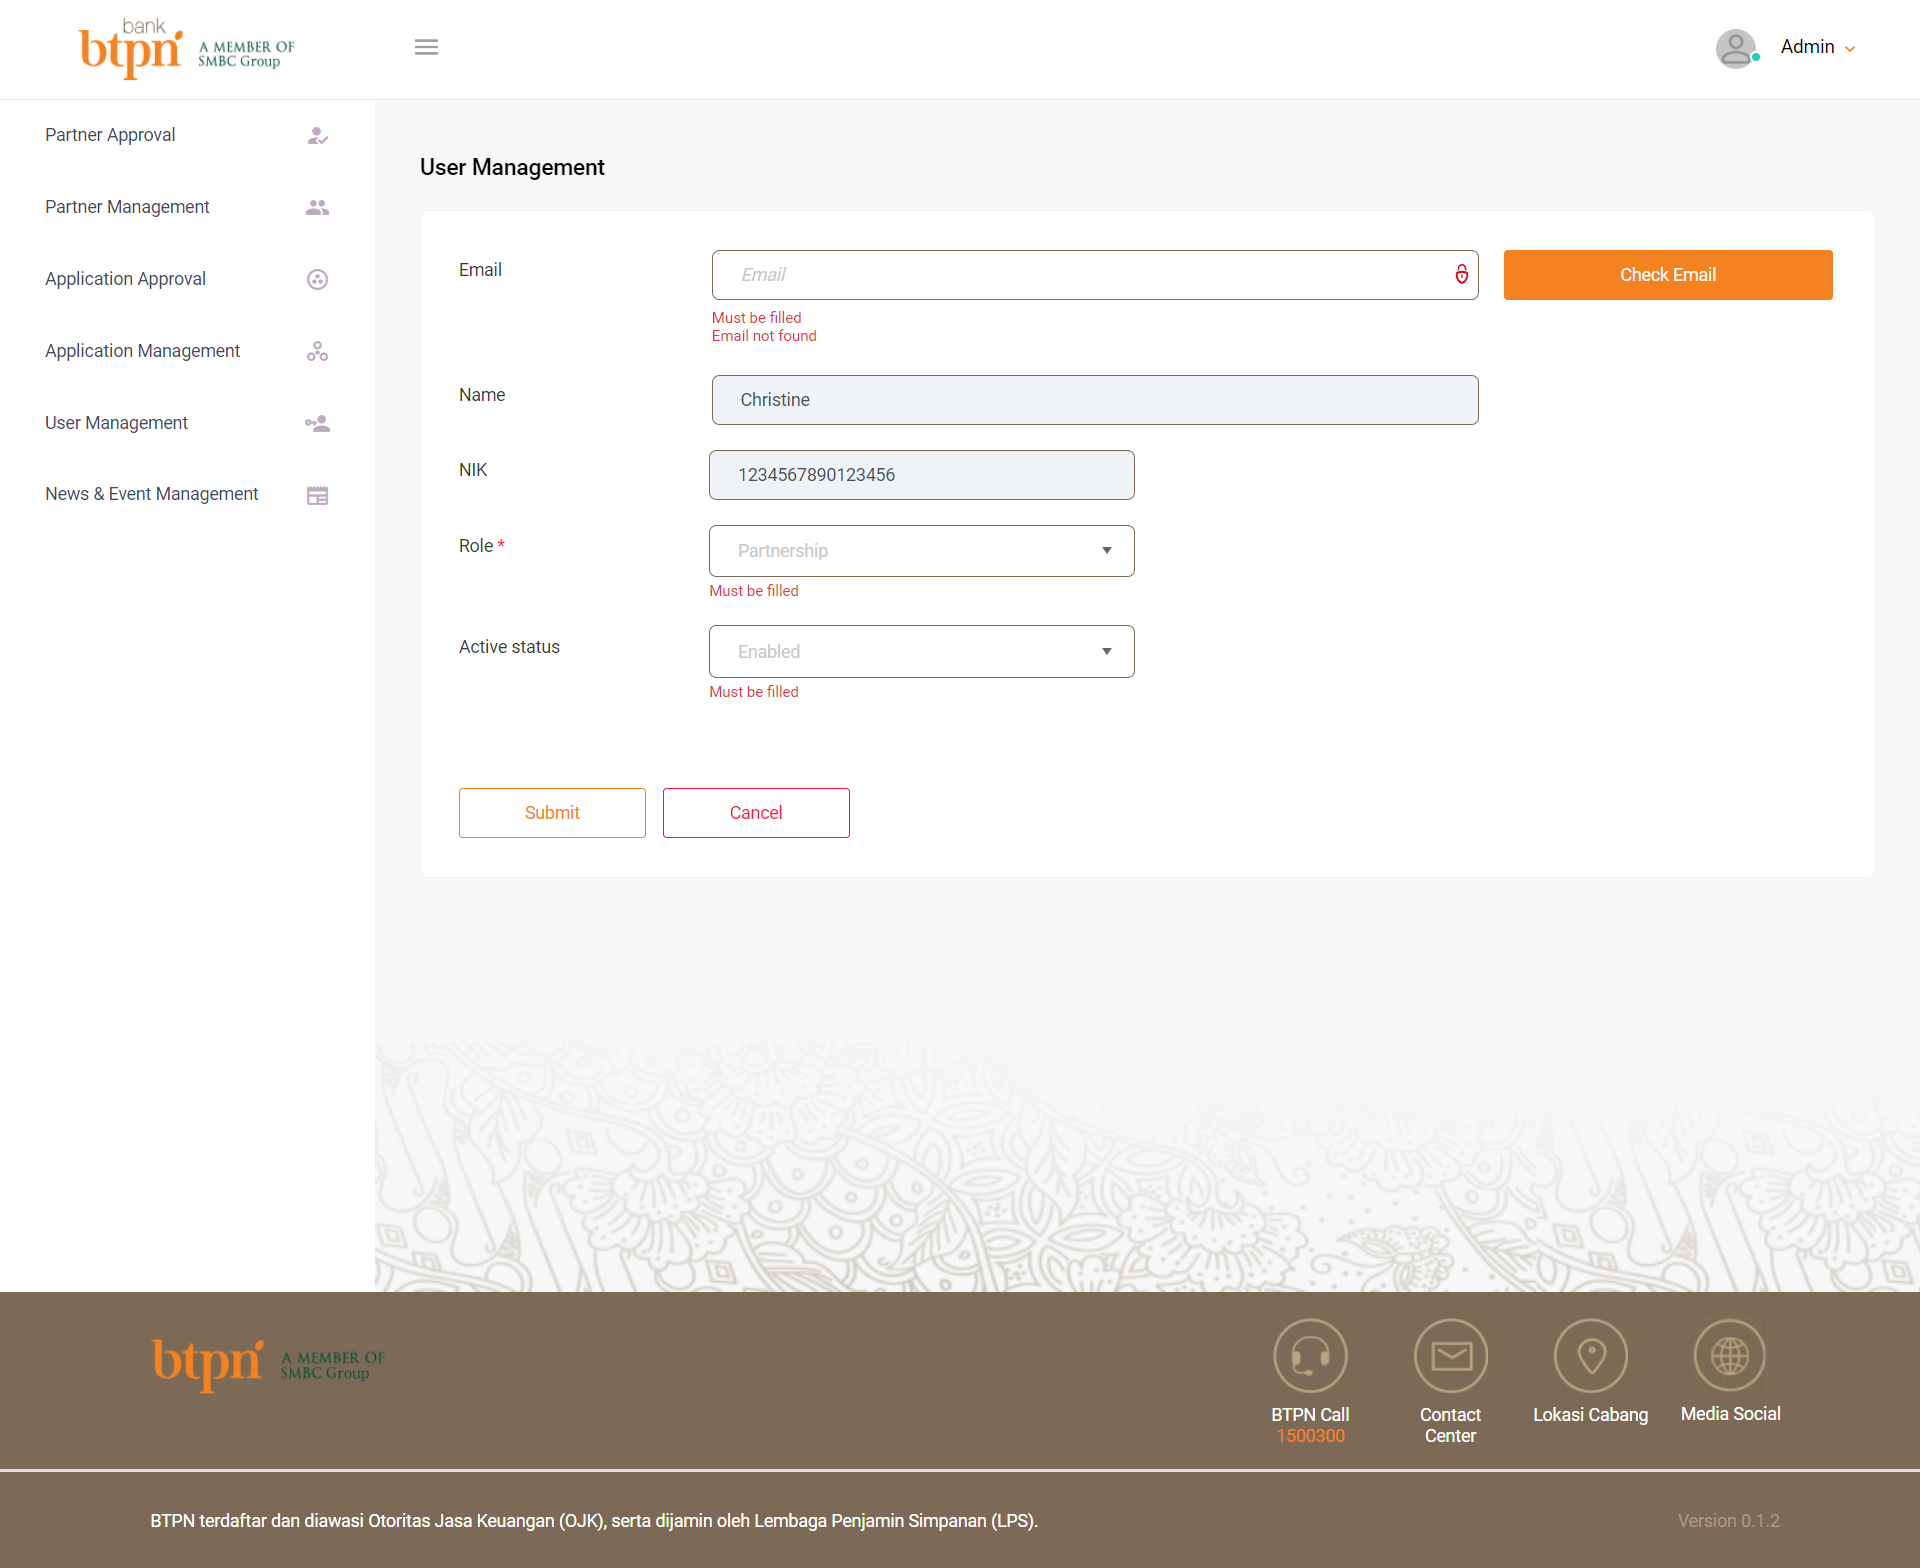 bank
btpn
A MEMBER OF
SMBC Group
Admin
Partner Approval
Partner Management
Application Approval
Application Management
User Management
News & Event Management
User Management
Email
Email
Check Email
Must be filled
Email not found
Name
Christine
NIK
1234567890123456
Role *
Partnership
Must be filled
Active status
Enabled
Must be filled
Submit
Cancel
btpn
A MEMBER OF
SMBC Group
BTPN Call
1500300
Contact
Center
Lokasi Cabang
Media Social
BTPN terdaftar dan diawasi Otoritas Jasa Keuangan (OJK), serta dijamin oleh Lembaga Penjamin Simpanan (LPS).
Version 0.1.2